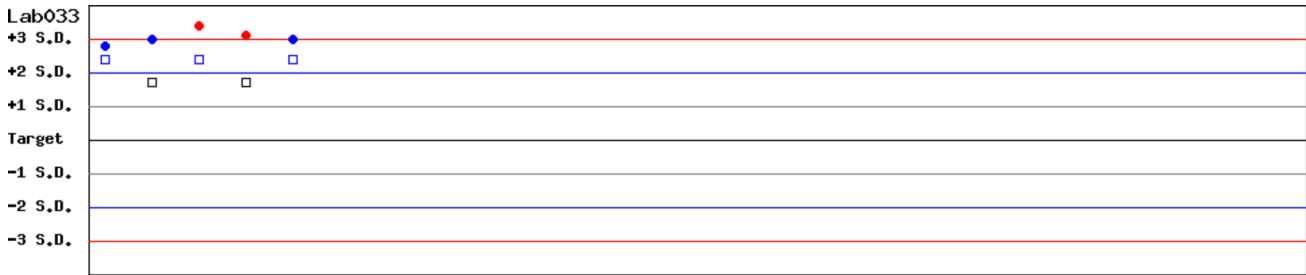 Lab033
+3 S.D.
+2 S.D.
+1 S.D.
Target
-1 S.D.
-2 S.D.
-3 S.D.